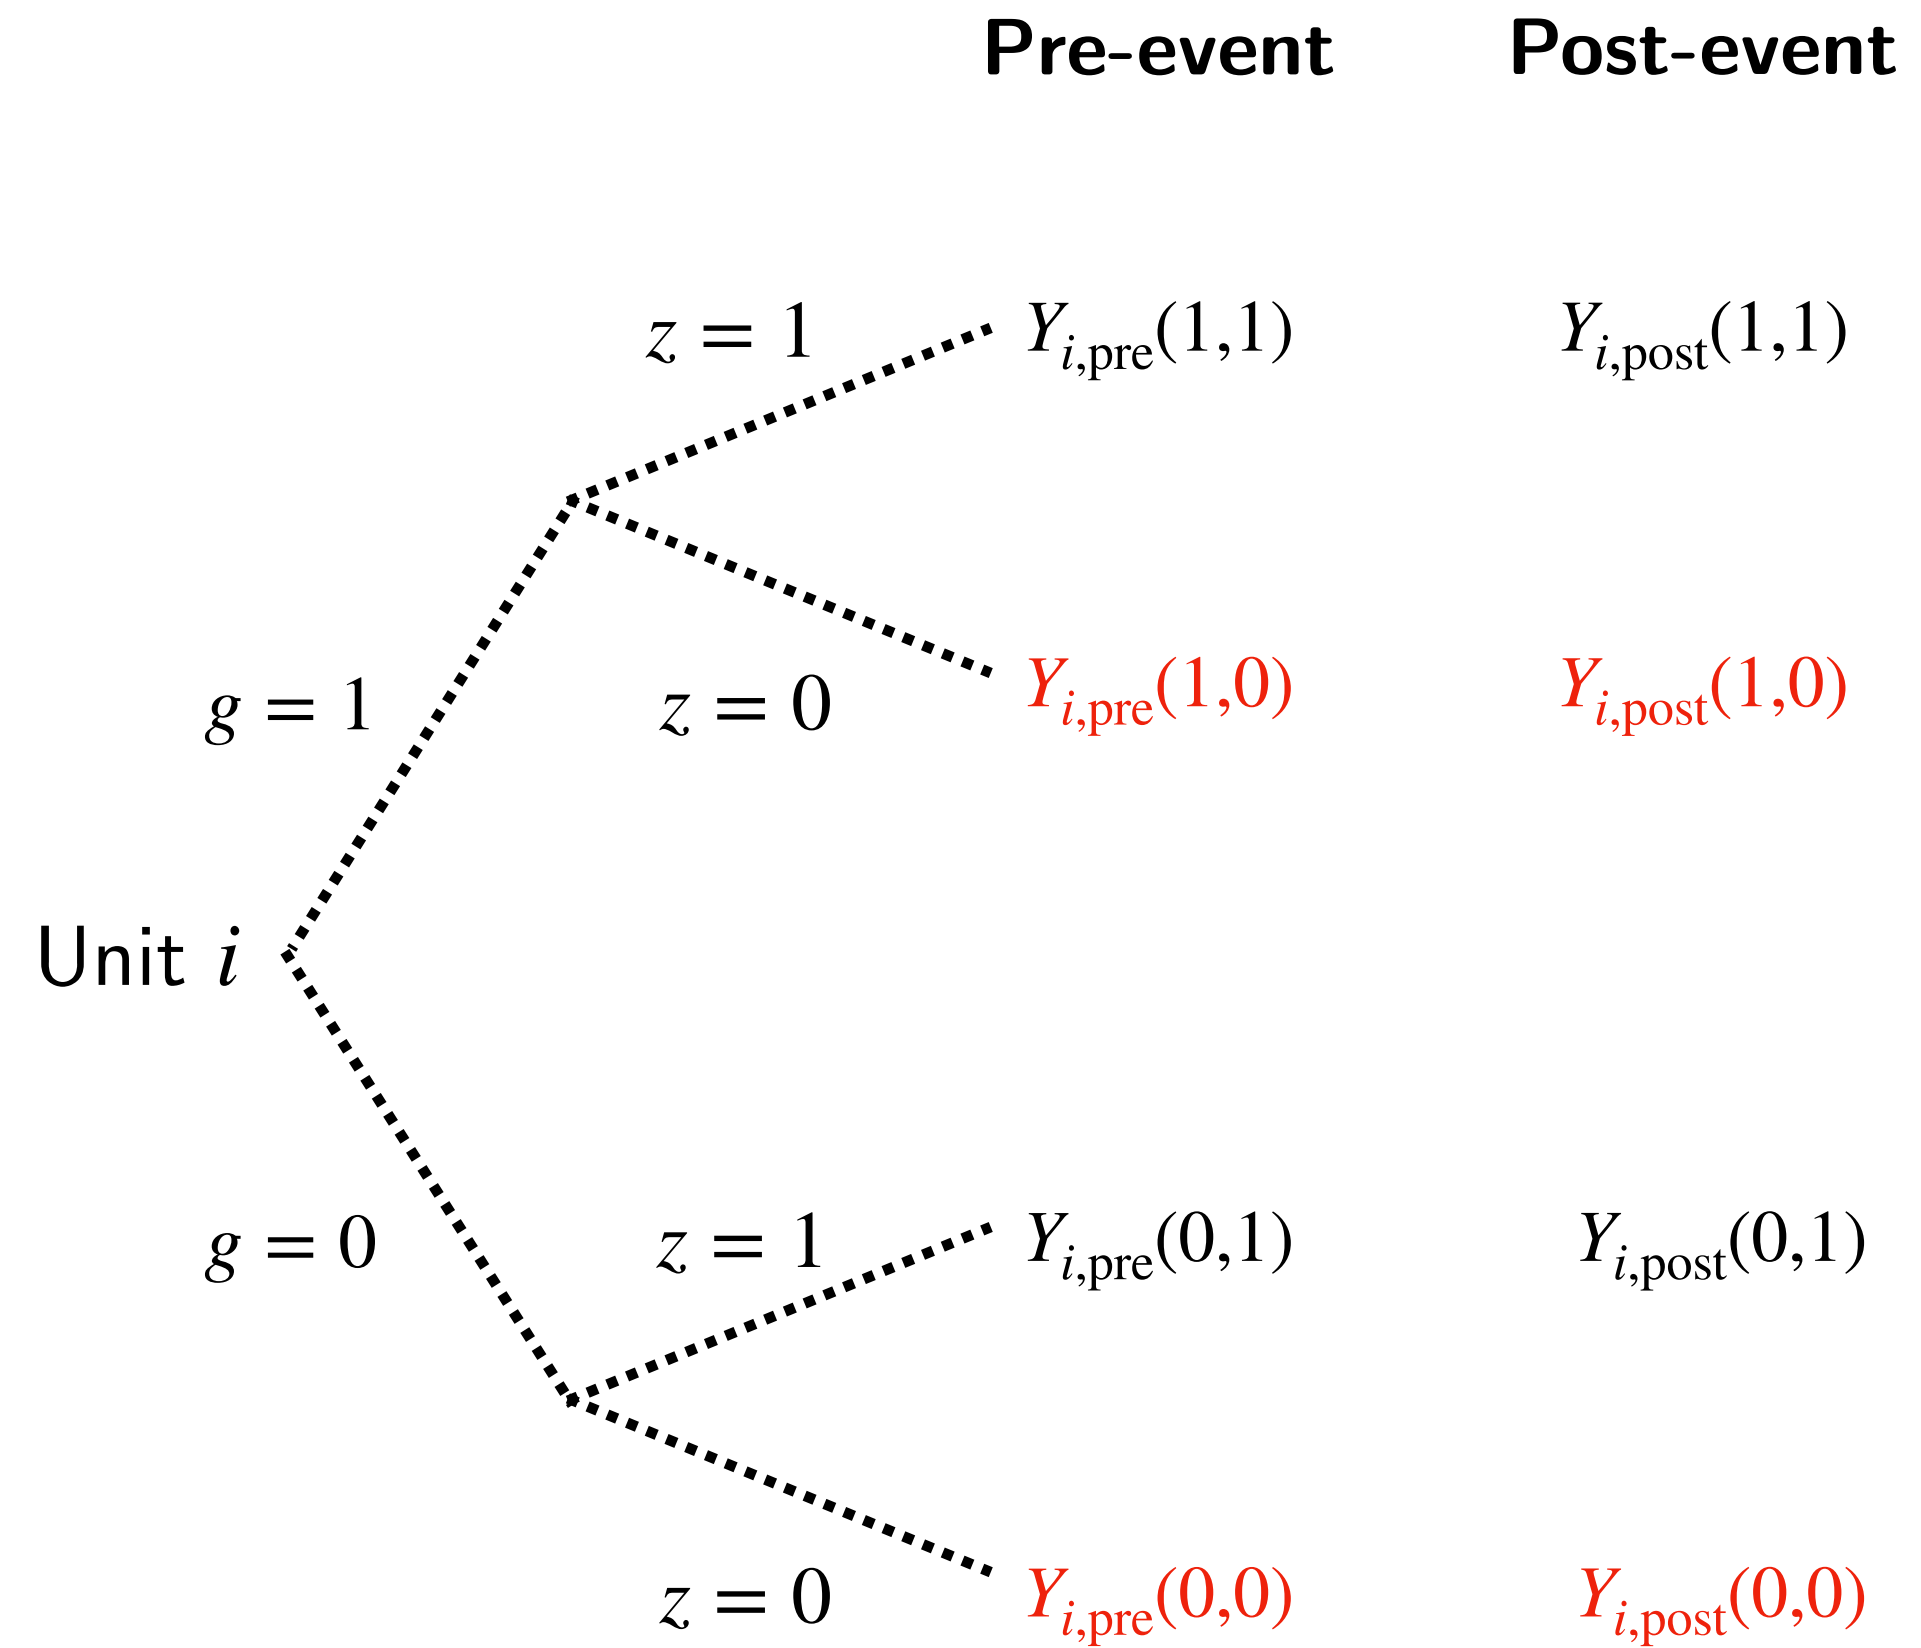 Pre-event Post-event
z = 1 Y_{i,pre}(1,1) Y_{i,post}(1,1)
g = 1 z = 0 Y_{i,pre}(1,0) Y_{i,post}(1,0)
Unit i
g = 0 z = 1 Y_{i,pre}(0,1) Y_{i,post}(0,1)
z = 0 Y_{i,pre}(0,0) Y_{i,post}(0,0)